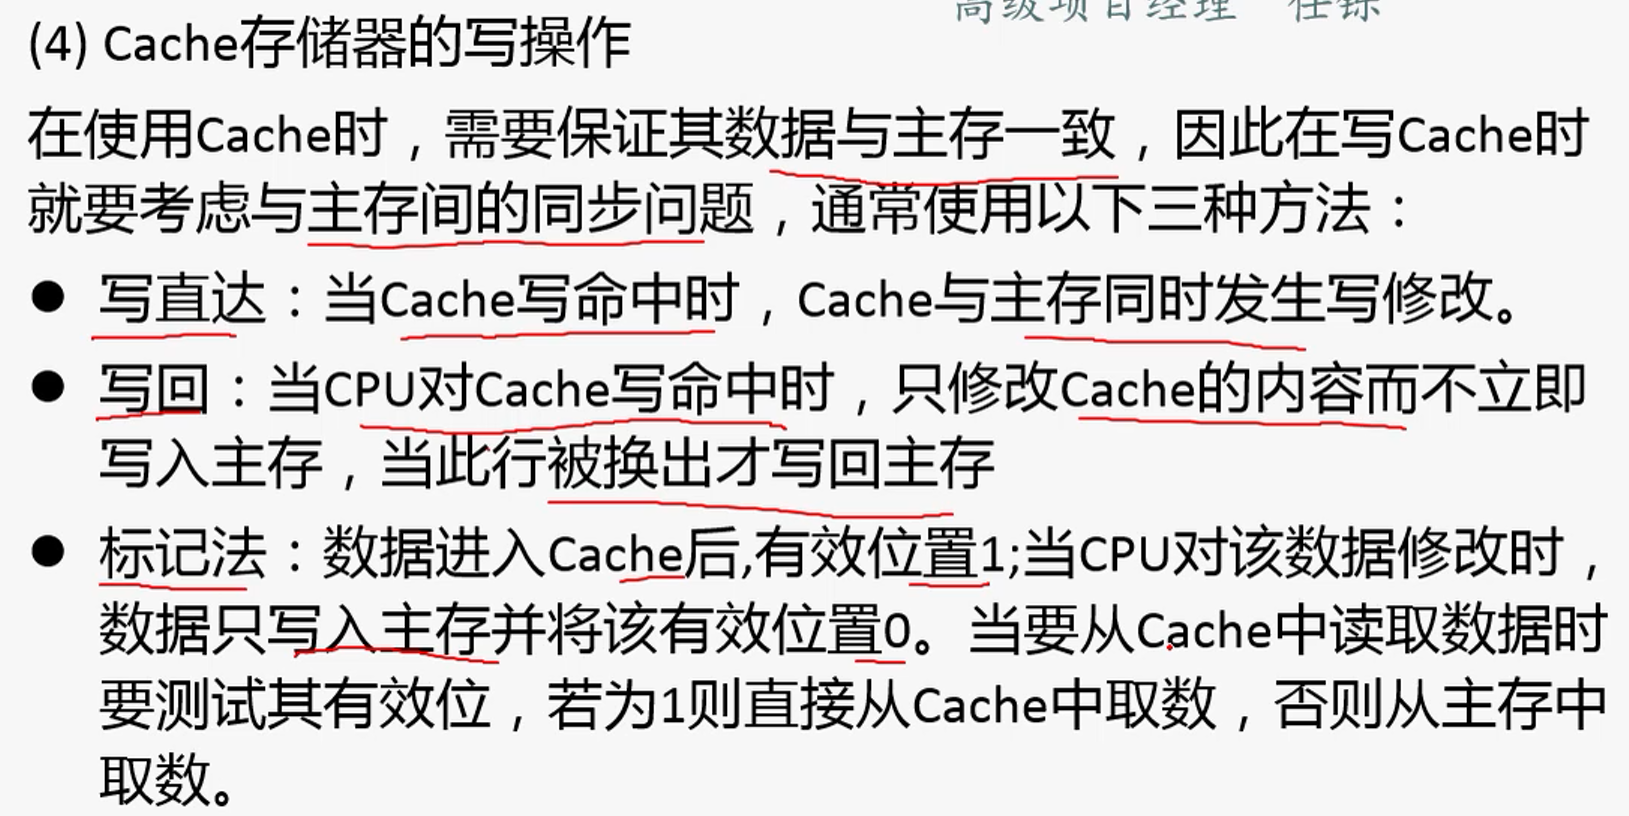 高级项目经理 任铄
(4) Cache存储器的写操作
在使用Cache时，需要保证其数据与主存一致，因此在写Cache时
就要考虑与主存间的同步问题，通常使用以下三种方法：
● 写直达：当Cache写命中时，Cache与主存同时发生写修改。
● 写回：当CPU对Cache写命中时，只修改Cache的内容而不立即
写入主存，当此行被换出才写回主存
● 标记法：数据进入Cache后,有效位置1;当CPU对该数据修改时，
数据只写入主存并将该有效位置0。当要从Cache中读取数据时
要测试其有效位，若为1则直接从Cache中取数，否则从主存中
取数。